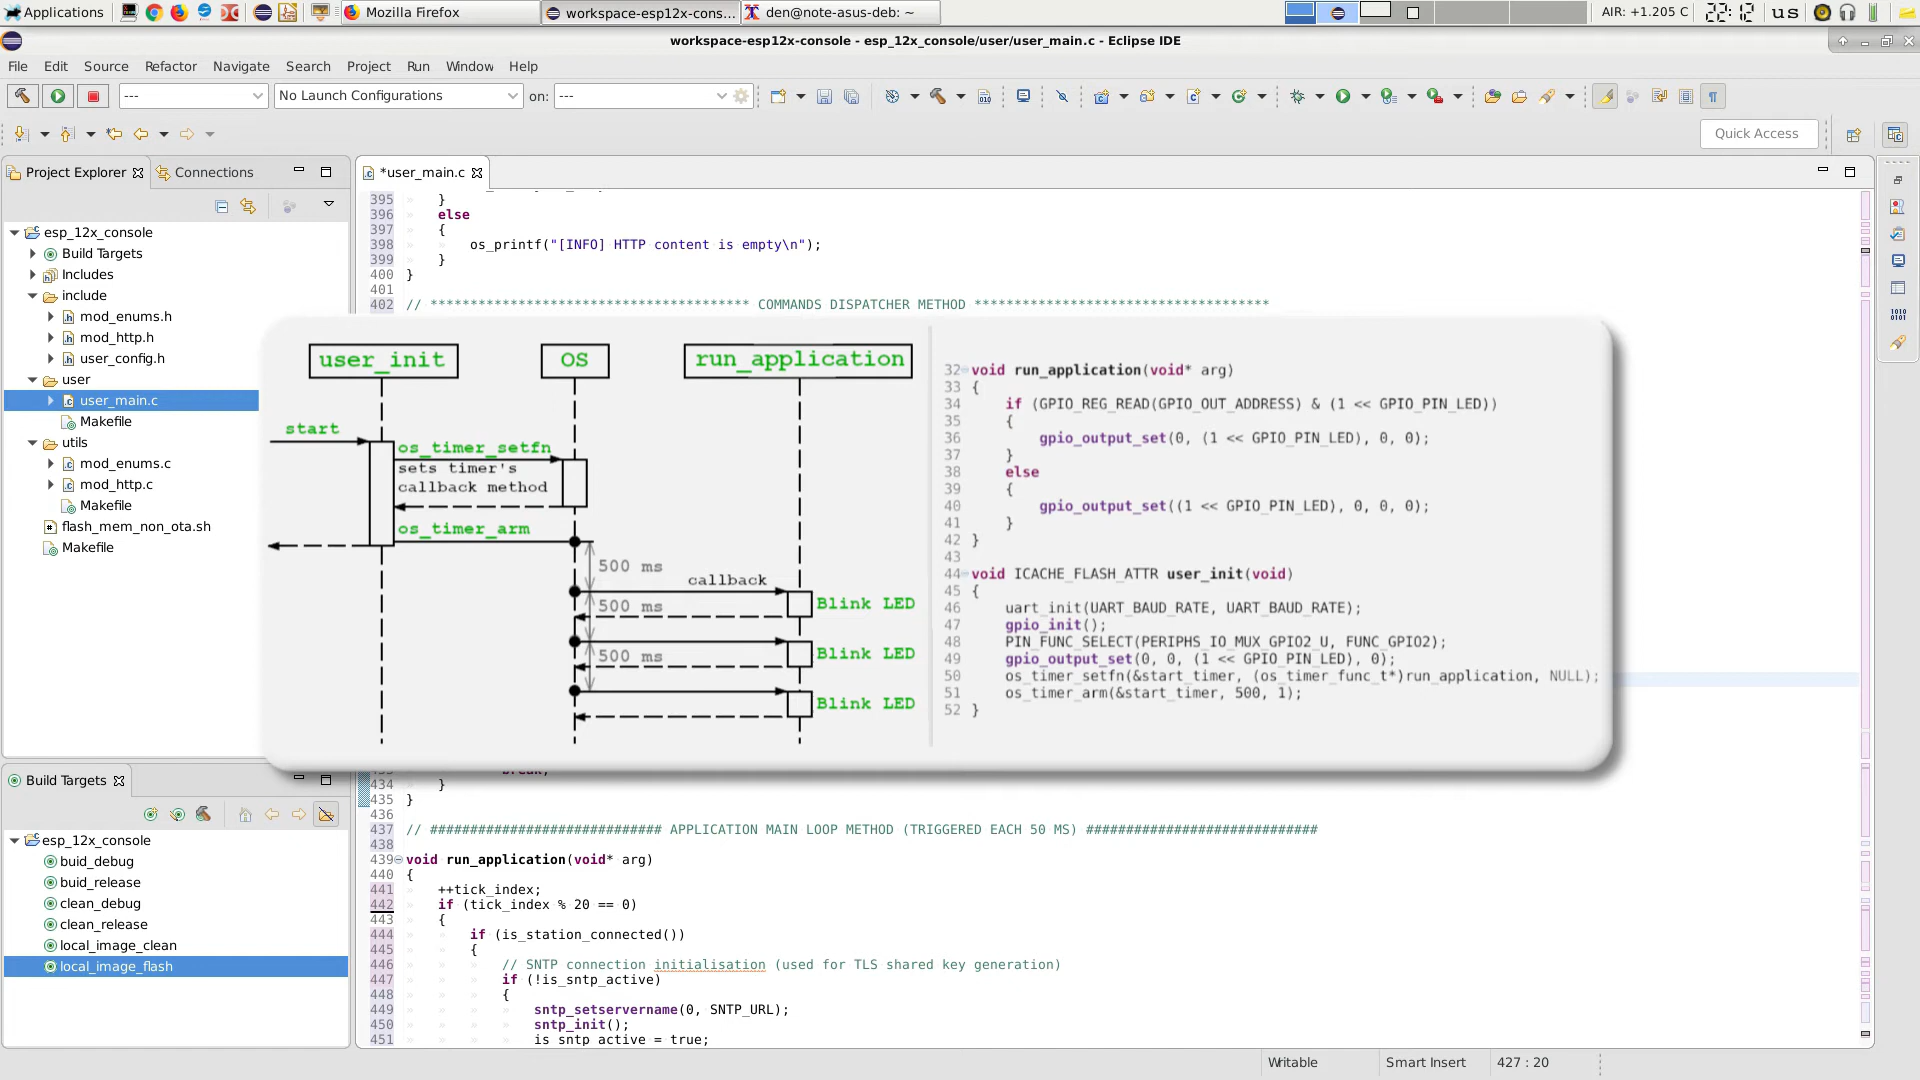 Applications
Mozilla Firefox
workspace-esp12x-cons...
den@note-asus-deb: ~
AIR: +1.205 C
22:12
us
workspace-esp12x-console - esp_12x_console/user/user_main.c - Eclipse IDE
File Edit Source Refactor Navigate Search Project Run Window Help
---
No Launch Configurations
on: ---
Quick Access
Project Explorer
Connections
esp_12x_console
Build Targets
Includes
include
mod_enums.h
mod_http.h
user_config.h
user
user_main.c
Makefile
utils
mod_enums.c
mod_http.c
Makefile
flash_mem_non_ota.sh
Makefile
*user_main.c
395 }
396 else
397 {
398 os_printf("[INFO] HTTP content is empty\n");
399 }
400 }
401
402 // **************************************** COMMANDS DISPATCHER METHOD *************************************
user_init
OS
run_application
start
os_timer_setfn
sets timer's
callback method
os_timer_arm
500 ms
callback
500 ms
Blink LED
500 ms
Blink LED
Blink LED
32 void run_application(void* arg)
33 {
34 if (GPIO_REG_READ(GPIO_OUT_ADDRESS) & (1 << GPIO_PIN_LED))
35 {
36 gpio_output_set(0, (1 << GPIO_PIN_LED), 0, 0);
37 }
38 else
39 {
40 gpio_output_set((1 << GPIO_PIN_LED), 0, 0, 0);
41 }
42 }
43
44 void ICACHE_FLASH_ATTR user_init(void)
45 {
46 uart_init(UART_BAUD_RATE, UART_BAUD_RATE);
47 gpio_init();
48 PIN_FUNC_SELECT(PERIPHS_IO_MUX_GPIO2_U, FUNC_GPIO2);
49 gpio_output_set(0, 0, (1 << GPIO_PIN_LED), 0);
50 os_timer_setfn(&start_timer, (os_timer_func_t*)run_application, NULL);
51 os_timer_arm(&start_timer, 500, 1);
52 }
434 }
435 }
436
437 // ############################# APPLICATION MAIN LOOP METHOD (TRIGGERED EACH 50 MS) #############################
438
439 void run_application(void* arg)
440 {
441 ++tick_index;
442 if (tick_index % 20 == 0)
443 {
444 if (is_station_connected())
445 {
446 // SNTP connection initialisation (used for TLS shared key generation)
447 if (!is_sntp_active)
448 {
449 sntp_setservername(0, SNTP_URL);
450 sntp_init();
451 is_sntp_active = true;
Build Targets
esp_12x_console
buid_debug
buid_release
clean_debug
clean_release
local_image_clean
local_image_flash
Writable
Smart Insert
427 : 20